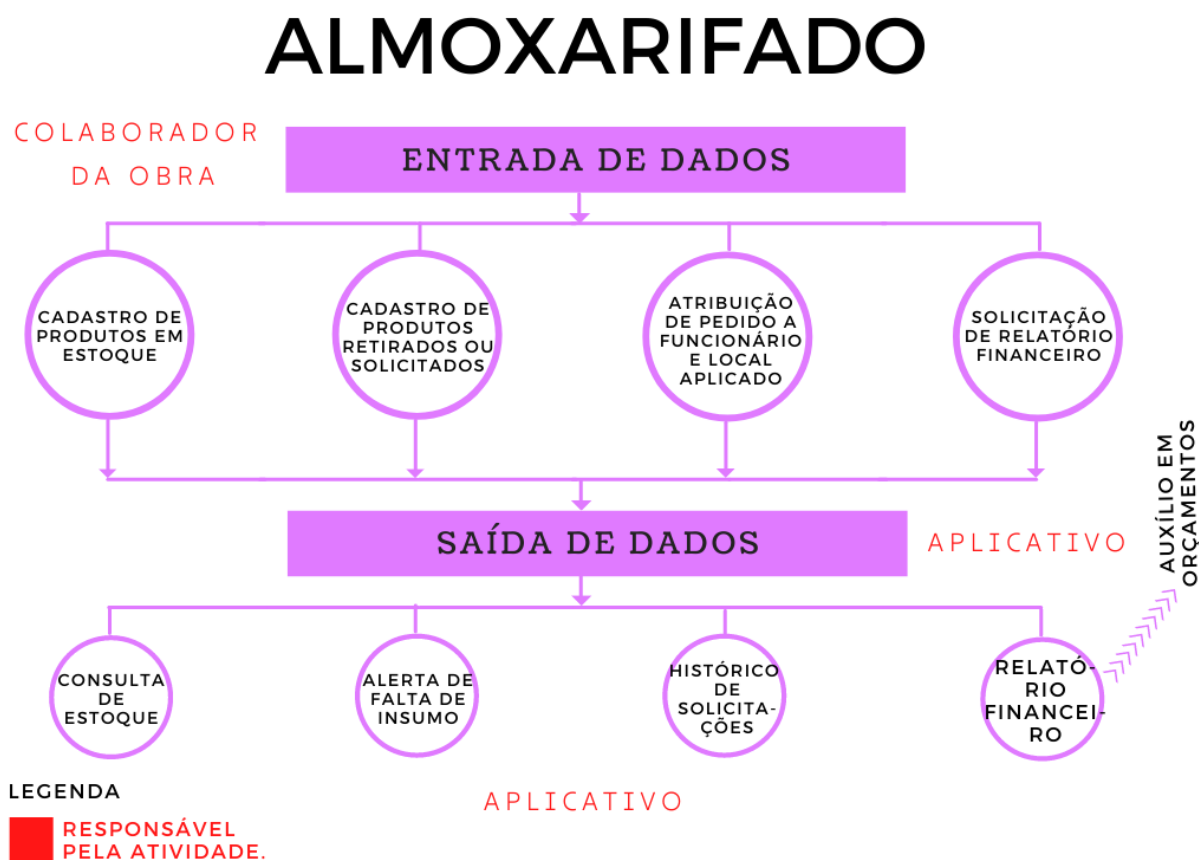 ALMOXARIFADO
COLABORADOR
DA OBRA
ENTRADA DE DADOS
CADASTRO DE
PRODUTOS EM
ESTOQUE
CADASTRO DE
PRODUTOS
RETIRADOS OU
SOLICITADOS
ATRIBUIÇÃO
DE PEDIDO A
FUNCIONÁRIO
E LOCAL
APLICADO
SOLICITAÇÃO
DE RELATÓRIO
FINANCEIRO
SAÍDA DE DADOS
APLICATIVO
AUXÍLIO EM
ORÇAMENTOS
CONSULTA
DE
ESTOQUE
ALERTA DE
FALTA DE
INSUMO
HISTÓRICO
DE
SOLICITA-
ÇÕES
RELATÓ-
RIO
FINANCEI-
RO
APLICATIVO
LEGENDA
RESPONSÁVEL
PELA ATIVIDADE.